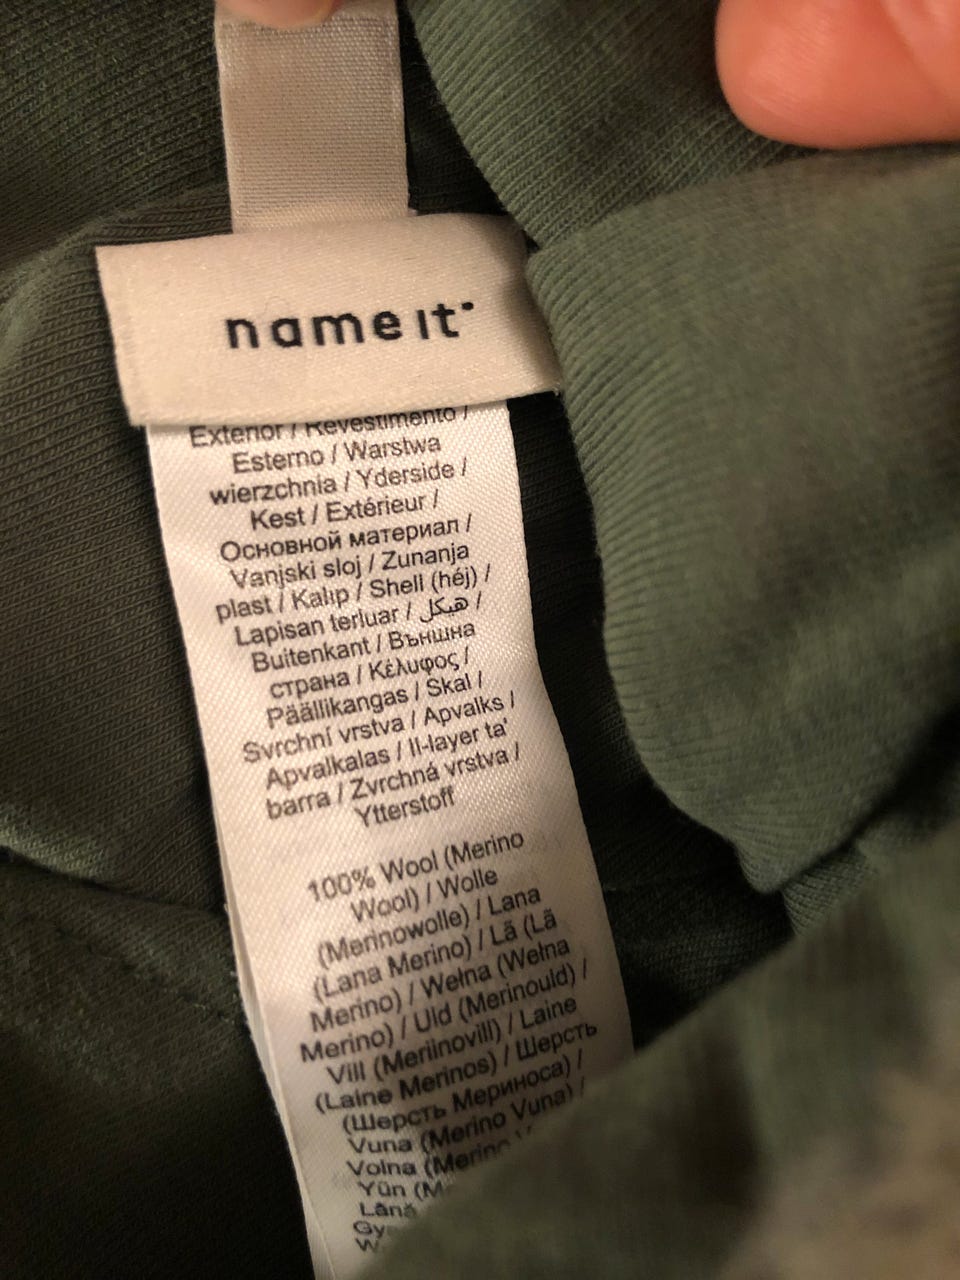 name it
Exterior / Revestimento /
Esterno / Warstwa
wierzchnia / Yderside /
Kest / Extérieur /
Основной материал /
Vanjski sloj / Zunanja
plast / Kalıp / Shell (héj) /
Lapisan terluar / هيكل /
Buitenkant / Външна
страна / Κέλυφος /
Päällikangas / Skal /
Svrchní vrstva / Apvalks /
Apvalkalas / Il-layer ta'
barra / Zvrchná vrstva /
Ytterstoff
100% Wool (Merino
Wool) / Wolle
(Merinowolle) / Lana
(Lana Merino) / Lã (Lã
Merino) / Wełna (Wełna
Merino) / Uld (Merinould) /
Vill (Meriinovill) / Laine
(Laine Merinos) / Шерсть
(Шерсть Мериноса) /
Vuna (Merino Vuna) /
Volna (Merino
Yün (M
Lână